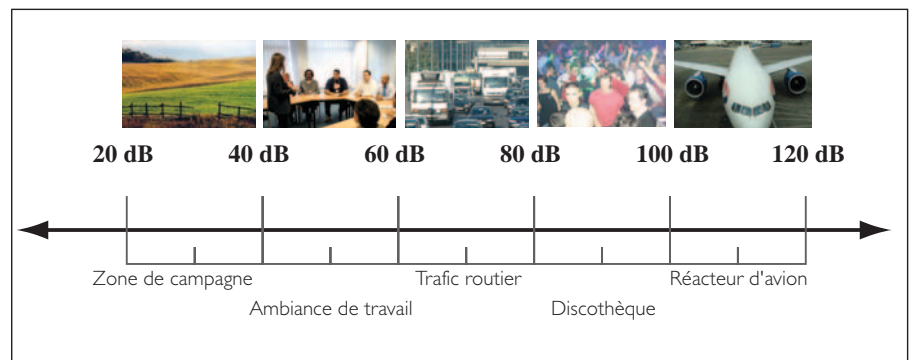 20 dB 40 dB 60 dB 80 dB 100 dB 120 dB
Zone de campagne Trafic routier Réacteur d'avion
Ambiance de travail Discothèque